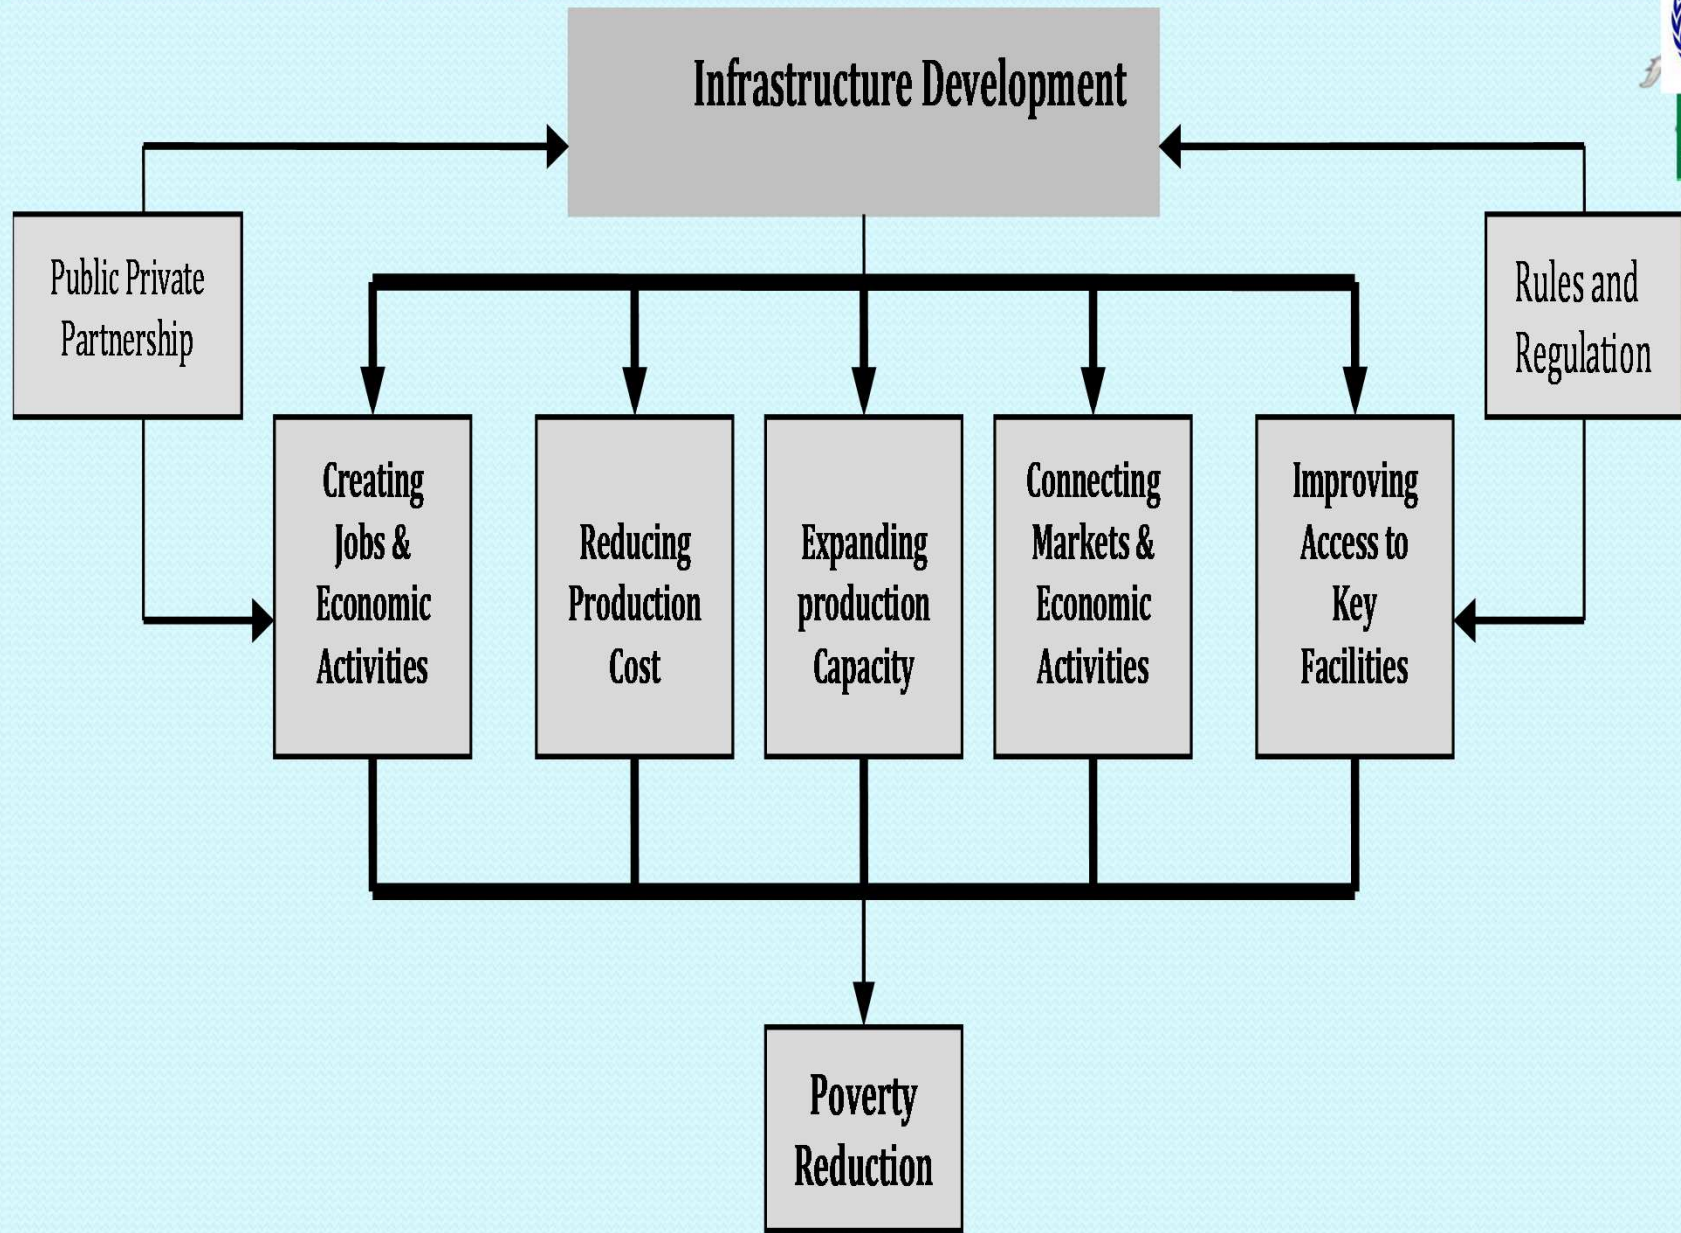 Infrastructure Development
Public Private
Partnership
Rules and
Regulation
Creating
Jobs &
Economic
Activities
Reducing
Production
Cost
Expanding
production
Capacity
Connecting
Markets &
Economic
Activities
Improving
Access to
Key
Facilities
Poverty
Reduction